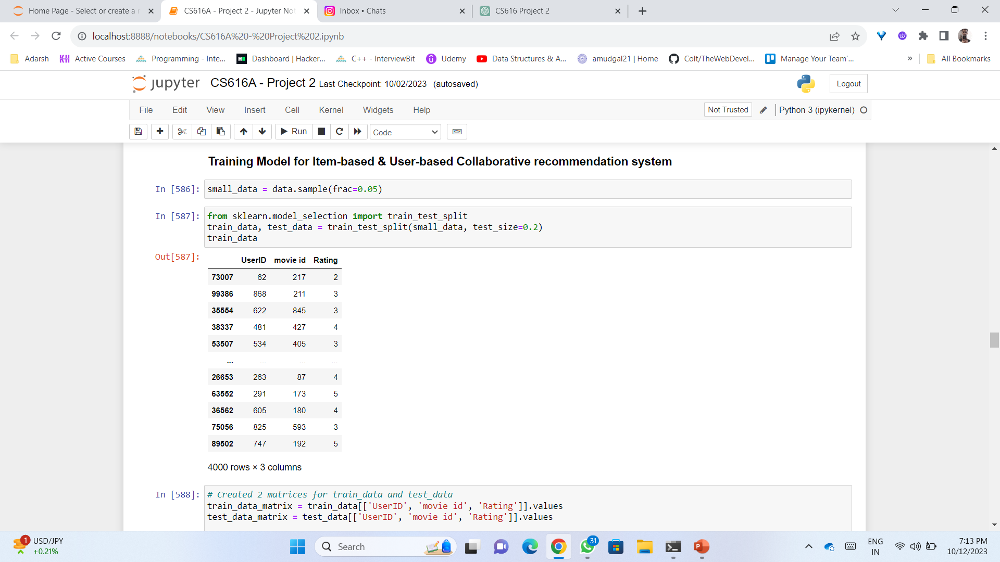 Home Page - Select or create a n
CS616A - Project 2 - Jupyter Not
Inbox • Chats
CS616 Project 2
localhost:8888/notebooks/CS616A%20-%20Project%202.ipynb
Adarsh
Active Courses
Programming - Inte...
Dashboard | Hacker...
C++ - InterviewBit
Udemy
Data Structures & A...
amudgal21 | Home
Colt/TheWebDevel...
Manage Your Team'...
»
All Bookmarks
jupyter CS616A - Project 2 Last Checkpoint: 10/02/2023 (autosaved)
Logout
File Edit View Insert Cell Kernel Widgets Help
Not Trusted
Python 3 (ipykernel)
Run
Code
Training Model for Item-based & User-based Collaborative recommendation system
In [586]: small_data = data.sample(frac=0.05)
In [587]: from sklearn.model_selection import train_test_split
train_data, test_data = train_test_split(small_data, test_size=0.2)
train_data
Out[587]:
UserID movie id Rating
73007 62 217 2
99386 868 211 3
35554 622 845 3
38337 481 427 4
53507 534 405 3
... ... ... ...
26653 263 87 4
63552 291 173 5
36562 605 180 4
75056 825 593 3
89502 747 192 5
4000 rows × 3 columns
In [588]: # Created 2 matrices for train_data and test_data
train_data_matrix = train_data[['UserID', 'movie id', 'Rating']].values
test_data_matrix = test_data[['UserID', 'movie id', 'Rating']].values
1
USD/JPY
+0.21%
Search
31
ENG
IN
7:13 PM
10/12/2023